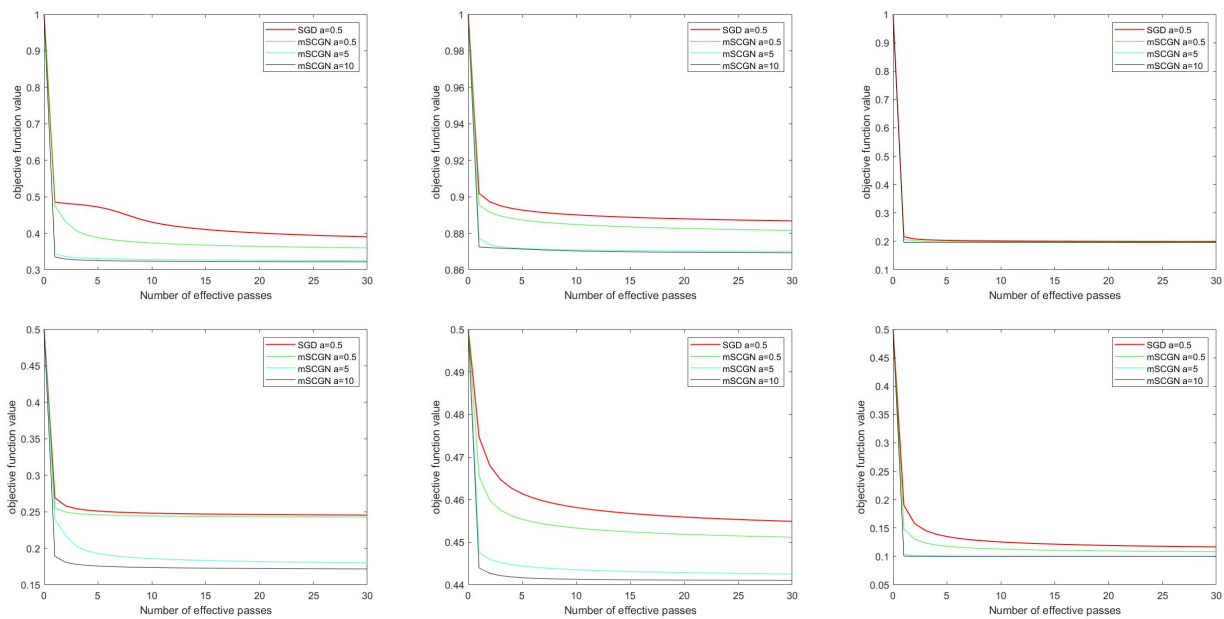 1
0.9
0.8
0.7
0.6
0.5
0.4
0.3
0 5 10 15 20 25 30
objective function value
Number of effective passes
SGD a=0.5
mSCGN a=0.5
mSCGN a=5
mSCGN a=10
1
0.98
0.96
0.94
0.92
0.9
0.88
0.86
0 5 10 15 20 25 30
objective function value
Number of effective passes
SGD a=0.5
mSCGN a=0.5
mSCGN a=5
mSCGN a=10
1
0.9
0.8
0.7
0.6
0.5
0.4
0.3
0.2
0.1
0 5 10 15 20 25 30
objective function value
Number of effective passes
SGD a=0.5
mSCGN a=0.5
mSCGN a=5
mSCGN a=10
0.5
0.45
0.4
0.35
0.3
0.25
0.2
0.15
0 5 10 15 20 25 30
objective function value
Number of effective passes
SGD a=0.5
mSCGN a=0.5
mSCGN a=5
mSCGN a=10
0.5
0.49
0.48
0.47
0.46
0.45
0.44
0 5 10 15 20 25 30
objective function value
Number of effective passes
SGD a=0.5
mSCGN a=0.5
mSCGN a=5
mSCGN a=10
0.5
0.45
0.4
0.35
0.3
0.25
0.2
0.15
0.1
0.05
0 5 10 15 20 25 30
objective function value
Number of effective passes
SGD a=0.5
mSCGN a=0.5
mSCGN a=5
mSCGN a=10